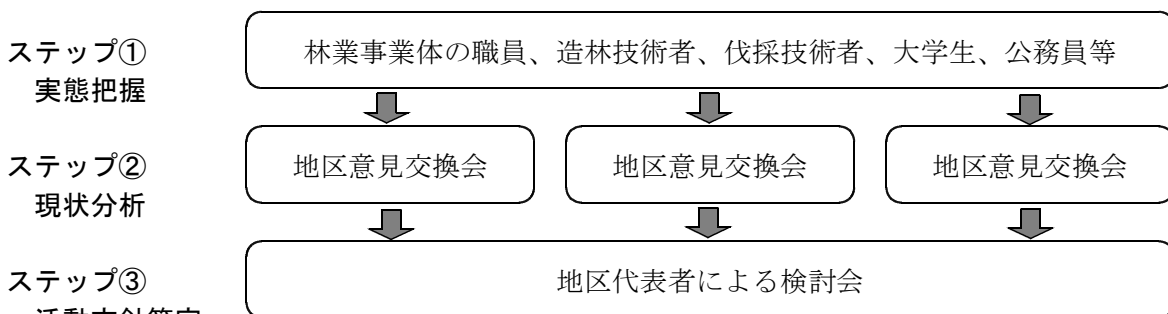 ステップ①
実態把握
林業事業体の職員、造林技術者、伐採技術者、大学生、公務員等
ステップ②
現状分析
地区意見交換会
地区意見交換会
地区意見交換会
ステップ③
地区代表者による検討会